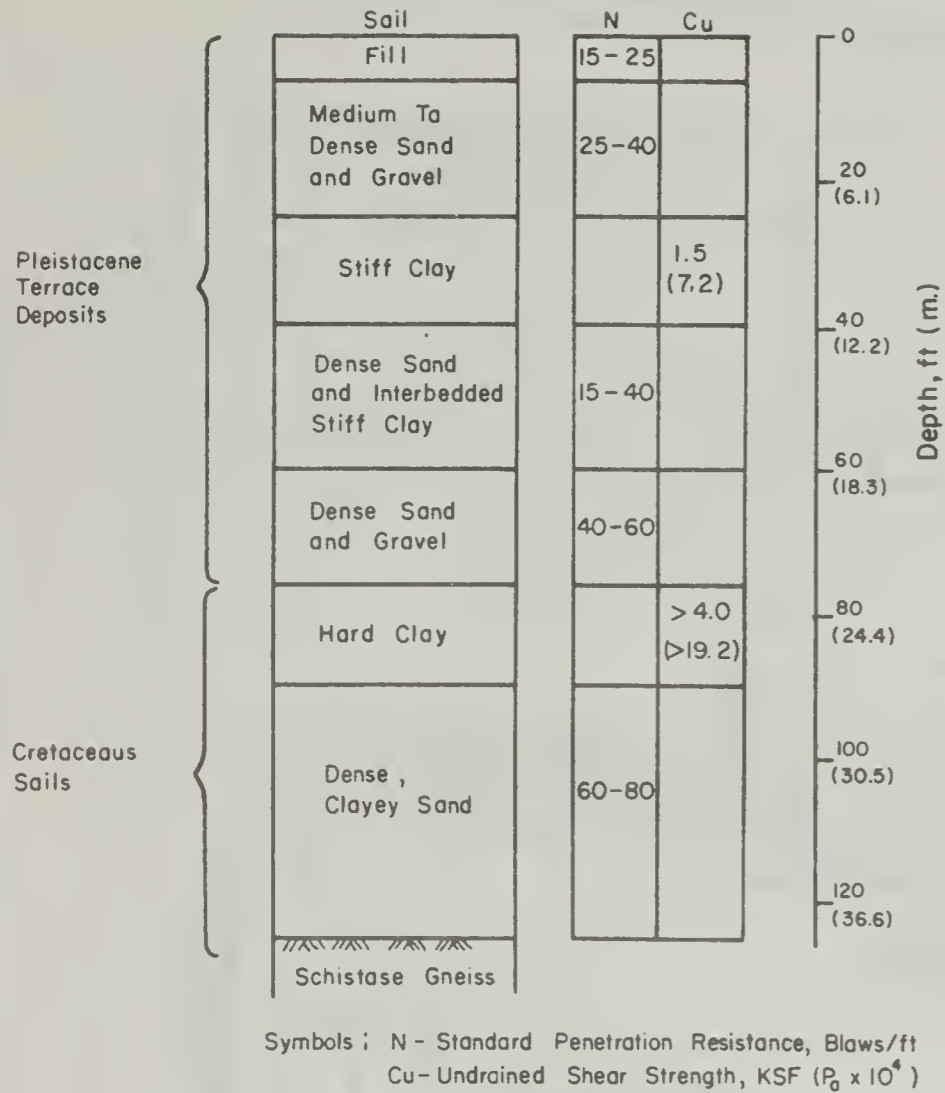 Sail
N
Cu
Fill
15-25
0
Medium Ta
Dense Sand
and Gravel
25-40
20
(6.1)
Pleistacene
Terrace
Deposits
Stiff Clay
1.5
(7.2)
40
(12.2)
Depth, ft (m.)
Dense Sand
and Interbedded
Stiff Clay
15-40
60
(18.3)
Dense Sand
and Gravel
40-60
Hard Clay
> 4.0
(>19.2)
80
(24.4)
Cretaceaus
Sails
Dense,
Clayey Sand
60-80
100
(30.5)
120
(36.6)
Schistase Gneiss
Symbols ; N - Standard Penetration Resistance, Blaws/ft
Cu- Undrained Shear Strength, KSF (Pa x 10⁴)